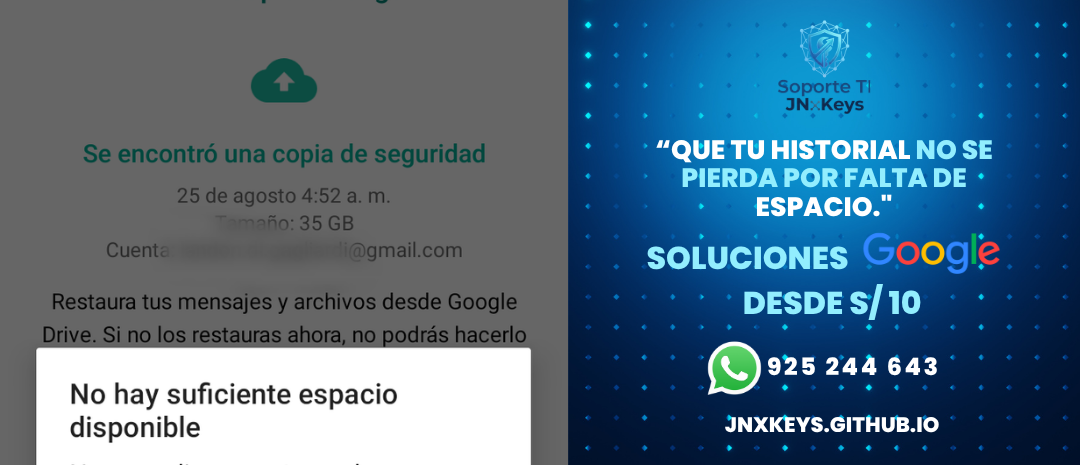 Se encontró una copia de seguridad
25 de agosto 4:52 a. m.
Tamaño: 35 GB
Cuenta @gmail.com
Restaura tus mensajes y archivos desde Google
Drive. Si no los restauras ahora, no podrás hacerlo
No hay suficiente espacio
disponible
Soporte TI
JNxKeys
“QUE TU HISTORIAL NO SE
PIERDA POR FALTA DE
ESPACIO."
SOLUCIONES Google
DESDE S/ 10
925 244 643
JNXKEYS.GITHUB.IO